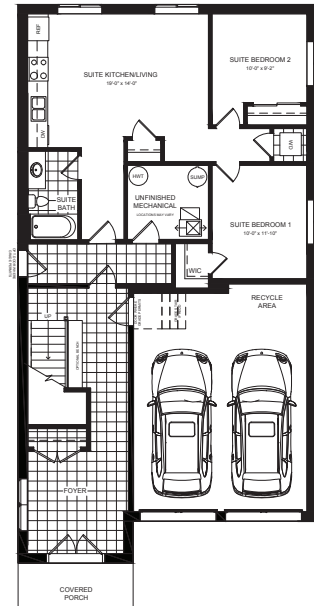 REF
SUITE KITCHEN/LIVING
19'-0" x 14'-0"
SUITE BEDROOM 2
10'-0" x 9'-2"
DW
W/D
SUITE
BATH
HWT
SUMP
UNFINISHED
MECHANICAL
LOCATIONS MAY VARY
SUITE BEDROOM 1
10'-0" x 11'-10"
WIC
RECYCLE
AREA
UP
OPTIONAL BENCH
FOYER
COVERED
PORCH